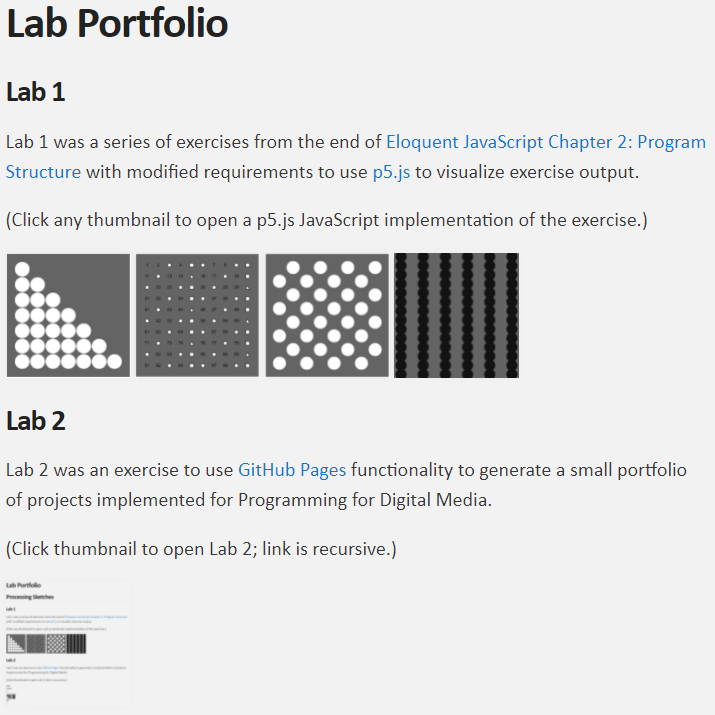 Lab Portfolio
Lab 1
Lab 1 was a series of exercises from the end of Eloquent JavaScript Chapter 2: Program
Structure with modified requirements to use p5.js to visualize exercise output.
(Click any thumbnail to open a p5.js JavaScript implementation of the exercise.)
Lab 2
Lab 2 was an exercise to use GitHub Pages functionality to generate a small portfolio
of projects implemented for Programming for Digital Media.
(Click thumbnail to open Lab 2; link is recursive.)
Lab Portfolio
Processing Sketches
Lab 1
Lab 2